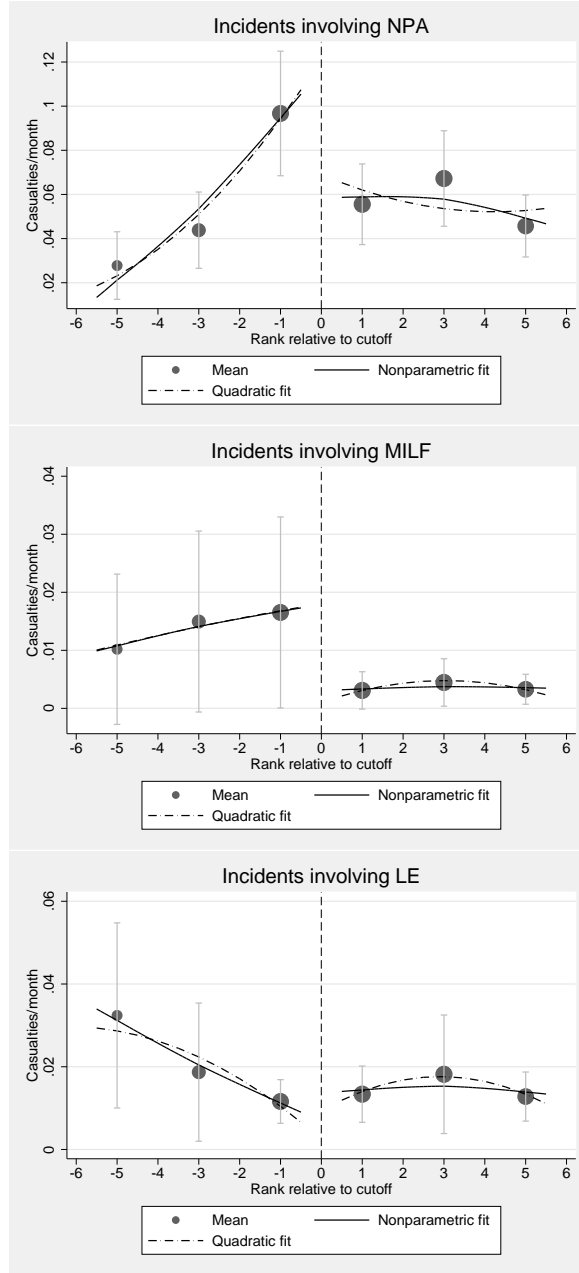 Incidents involving NPA
Casualties/month
.12
.1
.08
.06
.04
.02
-6 -5 -4 -3 -2 -1 0 1 2 3 4 5 6
Rank relative to cutoff
Mean Nonparametric fit
Quadratic fit
Incidents involving MILF
Casualties/month
.04
.03
.02
.01
0
-6 -5 -4 -3 -2 -1 0 1 2 3 4 5 6
Rank relative to cutoff
Mean Nonparametric fit
Quadratic fit
Incidents involving LE
Casualties/month
.06
.04
.02
0
-6 -5 -4 -3 -2 -1 0 1 2 3 4 5 6
Rank relative to cutoff
Mean Nonparametric fit
Quadratic fit